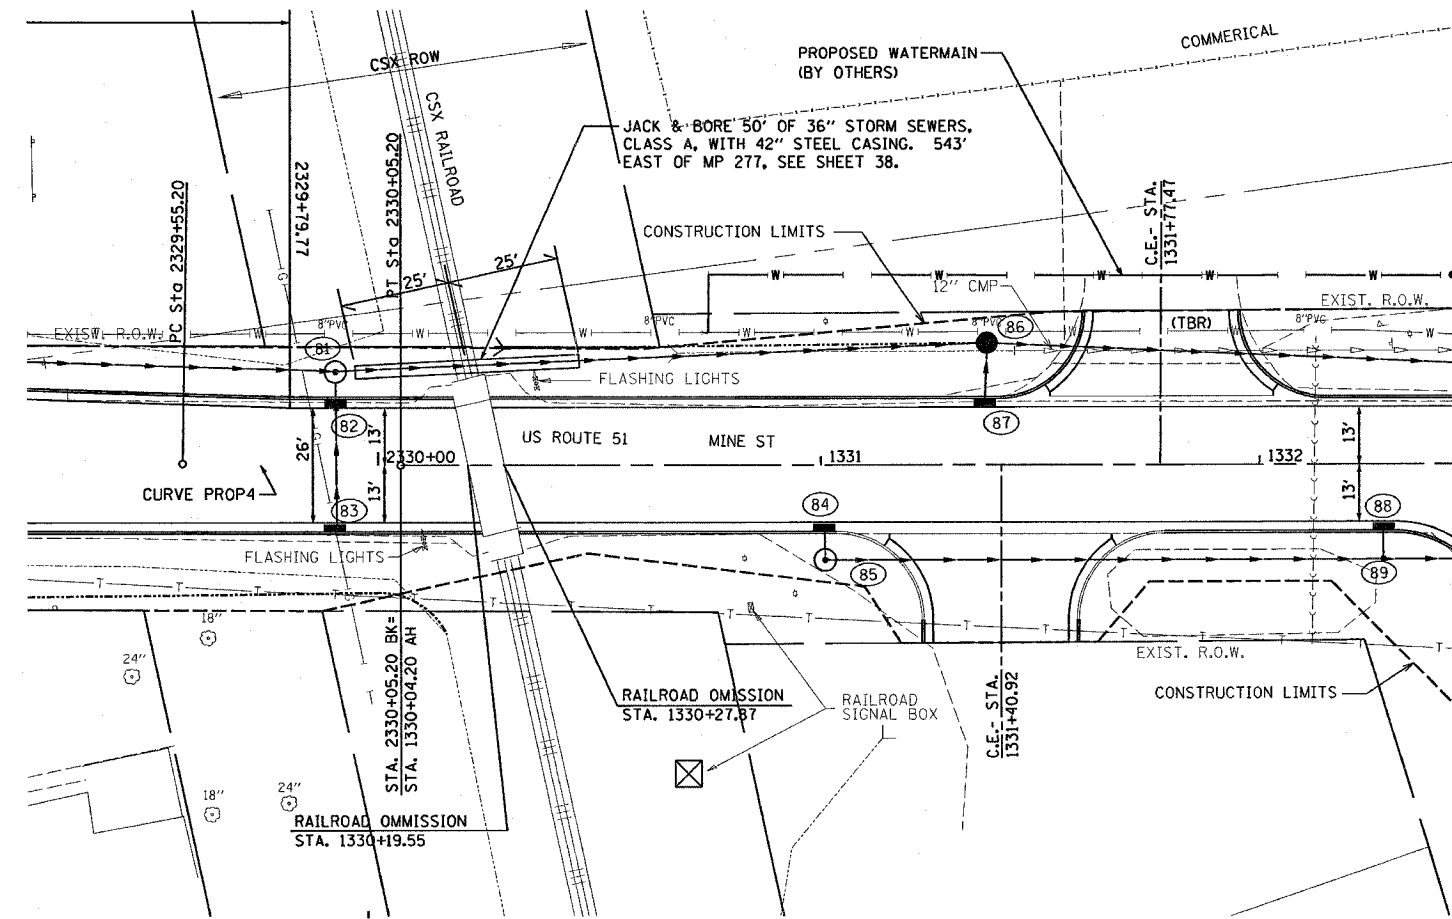 COMMERICAL
PROPOSED WATERMAIN
(BY OTHERS)
CSX ROW
CSX RAILROAD
JACK & BORE 50' OF 36" STORM SEWERS,
CLASS A, WITH 42" STEEL CASING. 543'
EAST OF MP 277, SEE SHEET 38.
PC Sta 2329+55.20
2329+79.77
PT Sta 2330+05.20
C.E.- STA.
1331+77.47
CONSTRUCTION LIMITS
25'
25'
G
W
W
W
W
W
12" CMP
EXIST. R.O.W.
EXISW. R.O.W.
8"PVC
W
W
8"PVC
W
W
8"PVC
86
W
(TBR)
W
8"PVC
W
81
FLASHING LIGHTS
82
87
26'
13'
13'
US ROUTE 51
MINE ST
13'
13'
2330+00
1331
1332
CURVE PROP4
G
83
84
88
FLASHING LIGHTS
85
89
T
T
T
T
T
T
T
T
T
T
T
18"
24"
EXIST. R.O.W.
STA. 2330+05.20 BK=
STA. 1330+04.20 AH
RAILROAD OMISSION
STA. 1330+27.87
RAILROAD
SIGNAL BOX
C.E.- STA.
1331+40.92
CONSTRUCTION LIMITS
18"
24"
RAILROAD OMMISSION
STA. 1330+19.55